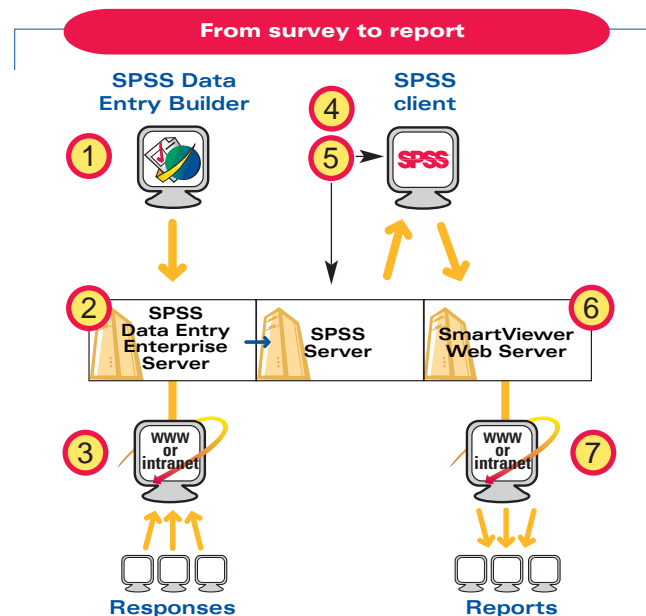 From survey to report
SPSS Data
Entry Builder
SPSS
client
4
1
5
SPSS
2
SPSS
Data Entry
Enterprise
Server
SPSS
Server
6
SmartViewer
Web Server
3
www
or
intranet
www
or
intranet
7
Responses
Reports